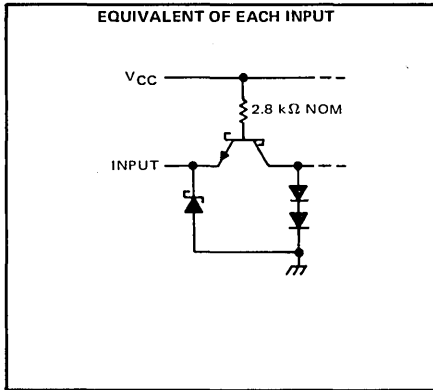 EQUIVALENT OF EACH INPUT
VCC
2.8 kΩ NOM
INPUT